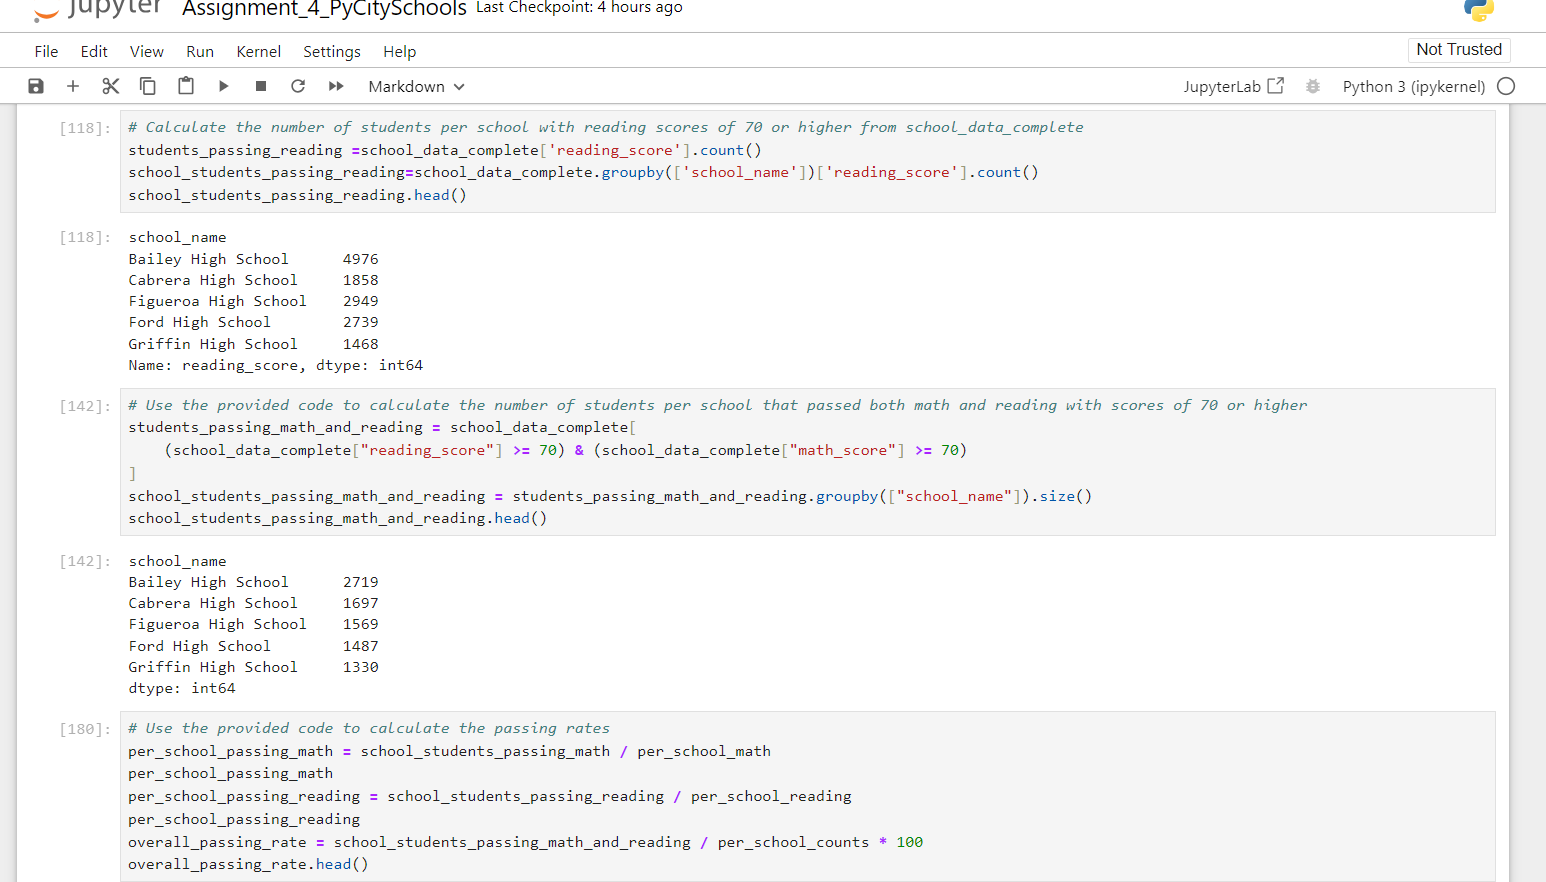 jupyter Assignment_4_PyCitySchools Last Checkpoint: 4 hours ago
File Edit View Run Kernel Settings Help Not Trusted
Markdown JupyterLab Python 3 (ipykernel)
[118]: # Calculate the number of students per school with reading scores of 70 or higher from school_data_complete
students_passing_reading =school_data_complete['reading_score'].count()
school_students_passing_reading=school_data_complete.groupby(['school_name'])['reading_score'].count()
school_students_passing_reading.head()
[118]: school_name
Bailey High School 4976
Cabrera High School 1858
Figueroa High School 2949
Ford High School 2739
Griffin High School 1468
Name: reading_score, dtype: int64
[142]: # Use the provided code to calculate the number of students per school that passed both math and reading with scores of 70 or higher
students_passing_math_and_reading = school_data_complete[
(school_data_complete["reading_score"] >= 70) & (school_data_complete["math_score"] >= 70)
]
school_students_passing_math_and_reading = students_passing_math_and_reading.groupby(["school_name"]).size()
school_students_passing_math_and_reading.head()
[142]: school_name
Bailey High School 2719
Cabrera High School 1697
Figueroa High School 1569
Ford High School 1487
Griffin High School 1330
dtype: int64
[180]: # Use the provided code to calculate the passing rates
per_school_passing_math = school_students_passing_math / per_school_math
per_school_passing_math
per_school_passing_reading = school_students_passing_reading / per_school_reading
per_school_passing_reading
overall_passing_rate = school_students_passing_math_and_reading / per_school_counts * 100
overall_passing_rate.head()